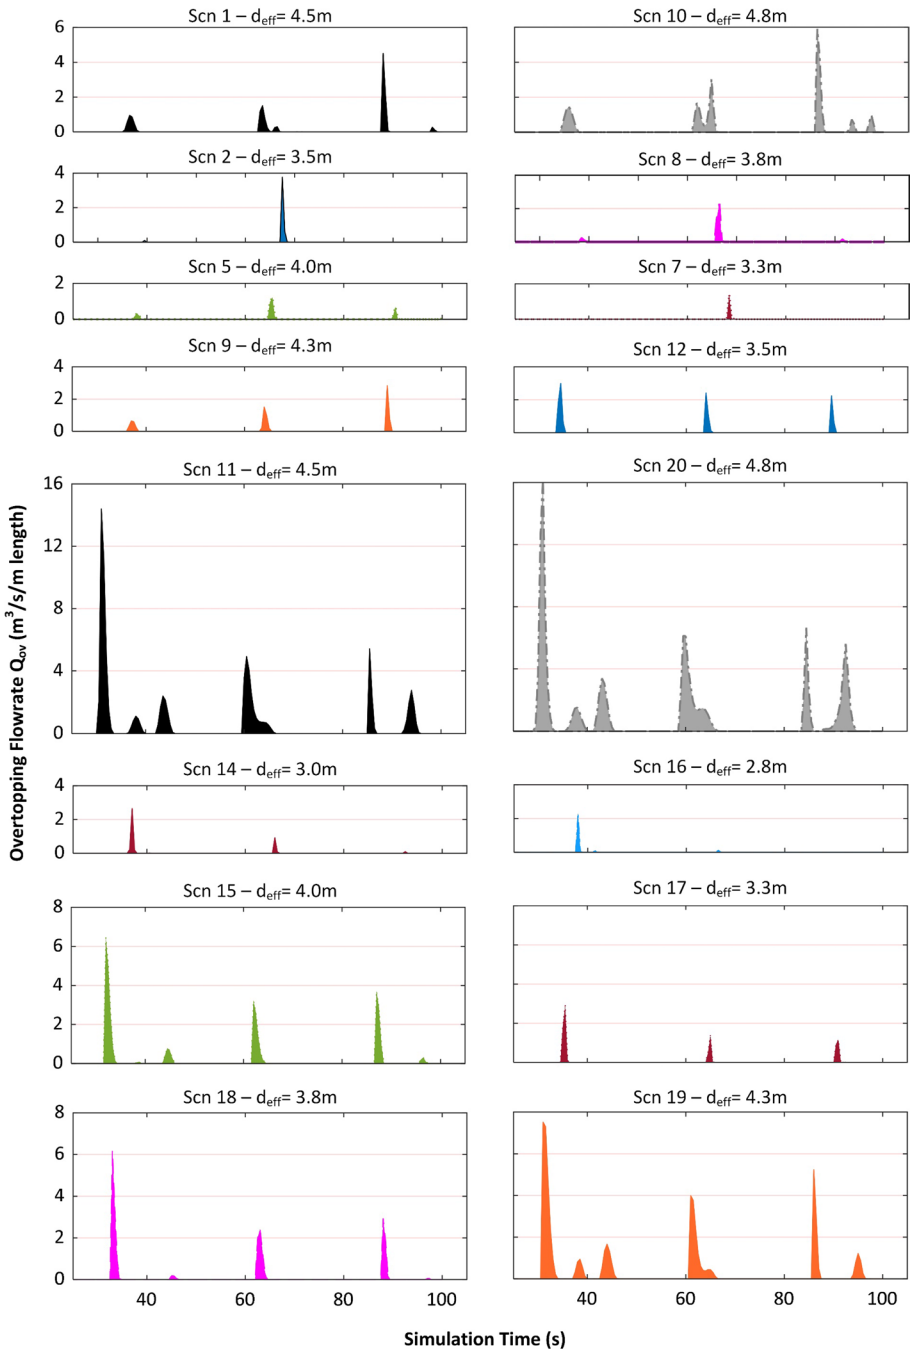 Scn 1 – deff= 4.5m
Scn 10 – deff= 4.8m
6
4
2
0
Scn 2 – deff= 3.5m
Scn 8 – deff= 3.8m
4
2
0
Scn 5 – deff= 4.0m
Scn 7 – deff= 3.3m
2
0
Scn 9 – deff= 4.3m
Scn 12 – deff= 3.5m
4
2
0
Scn 11 – deff= 4.5m
Scn 20 – deff= 4.8m
16
12
8
4
0
Overtopping Flowrate Qov (m³/s/m length)
Scn 14 – deff= 3.0m
Scn 16 – deff= 2.8m
4
2
0
Scn 15 – deff= 4.0m
Scn 17 – deff= 3.3m
8
6
4
2
0
Scn 18 – deff= 3.8m
Scn 19 – deff= 4.3m
8
6
4
2
0
40 60 80 100
40 60 80 100
Simulation Time (s)